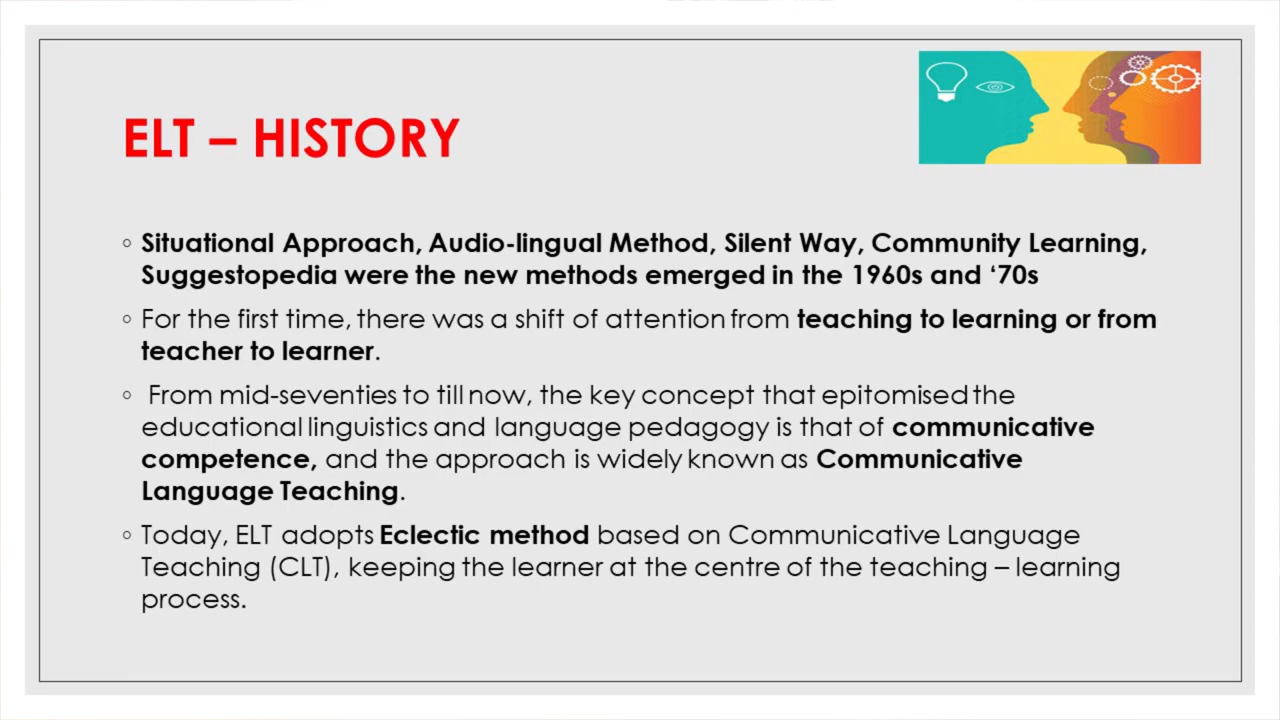 ELT – HISTORY
◦ Situational Approach, Audio-lingual Method, Silent Way, Community Learning,
Suggestopedia were the new methods emerged in the 1960s and ‘70s
◦ For the first time, there was a shift of attention from teaching to learning or from
teacher to learner.
◦ From mid-seventies to till now, the key concept that epitomised the
educational linguistics and language pedagogy is that of communicative
competence, and the approach is widely known as Communicative
Language Teaching.
◦ Today, ELT adopts Eclectic method based on Communicative Language
Teaching (CLT), keeping the learner at the centre of the teaching – learning
process.